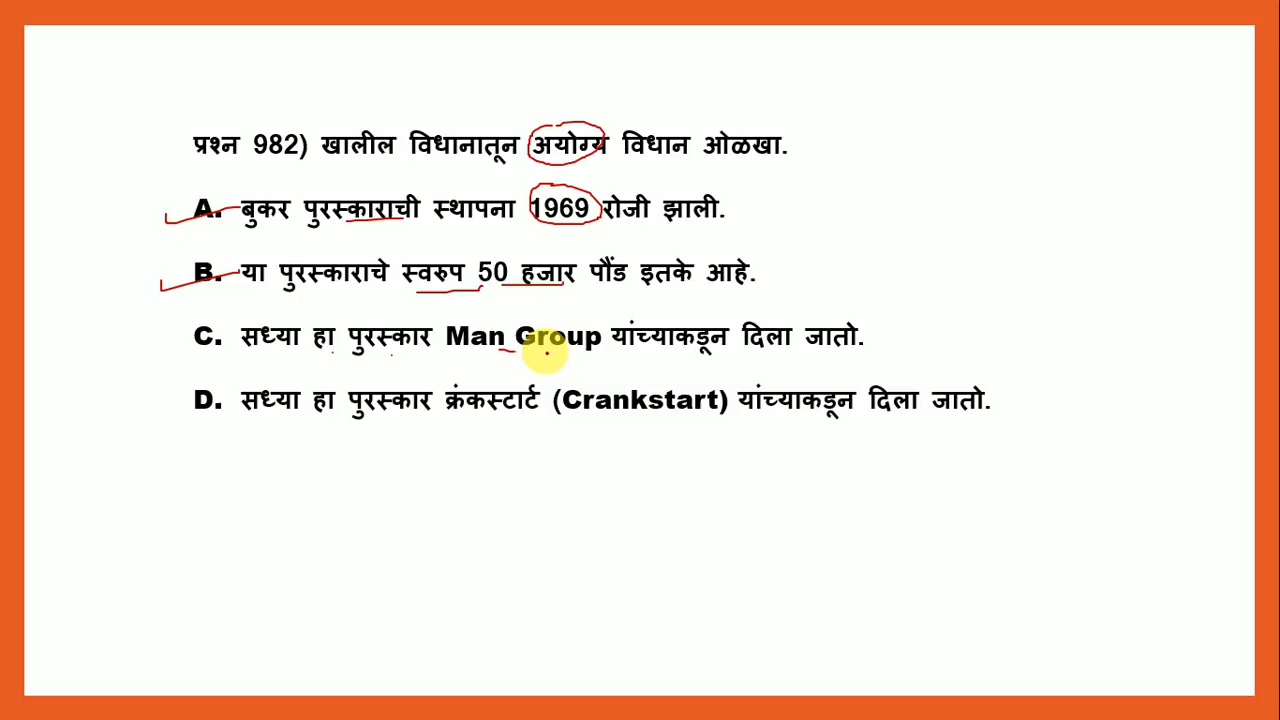 प्रश्न 982) खालील विधानातून अयोग्य विधान ओळखा.
A. बुकर पुरस्काराची स्थापना 1969 रोजी झाली.
B. या पुरस्काराचे स्वरुप 50 हजार पौंड इतके आहे.
C. सध्या हा पुरस्कार Man Group यांच्याकडून दिला जातो.
D. सध्या हा पुरस्कार क्रंकस्टार्ट (Crankstart) यांच्याकडून दिला जातो.